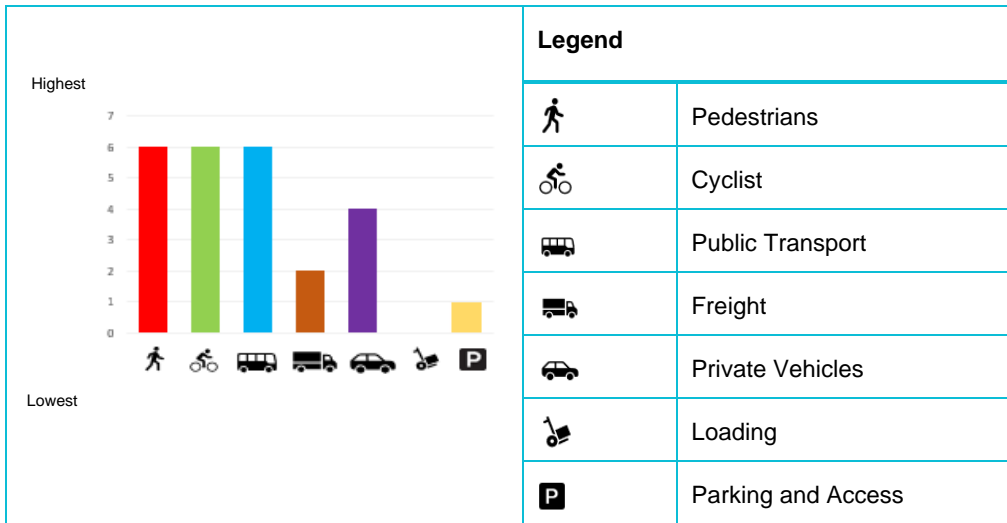 Highest
7
6
5
4
3
2
1
0
P
Lowest
Legend
Pedestrians
Cyclist
Public Transport
Freight
Private Vehicles
Loading
P
Parking and Access